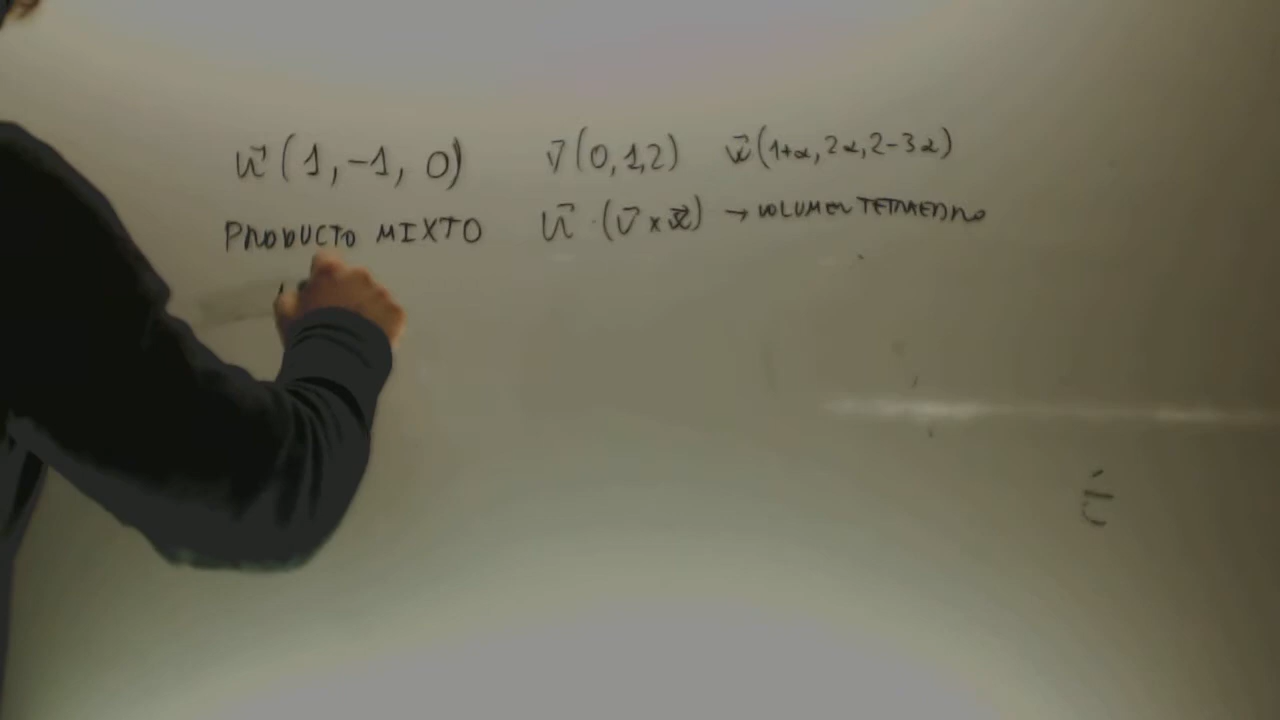 u⃗ (1, -1, 0) v⃗ (0, 1, 2) w⃗ (1+α, 2α, 2-3α)
PRODUCTO MIXTO u⃗ · (v⃗ x w⃗) → VOLUMEN TETRAEDRO